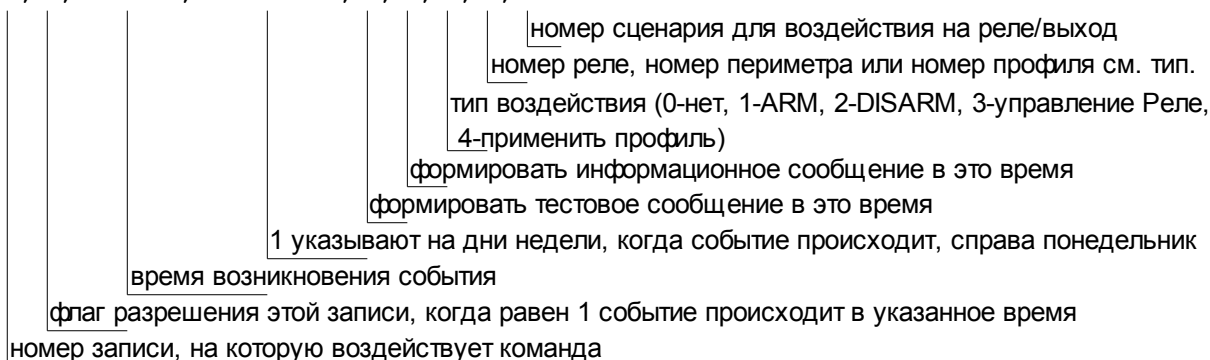 номер сценария для воздействия на реле/выход
номер реле, номер периметра или номер профиля см. тип.
тип воздействия (0-нет, 1-ARM, 2-DISARM, 3-управление Реле,
4-применить профиль)
формировать информационное сообщение в это время
формировать тестовое сообщение в это время
1 указывают на дни недели, когда событие происходит, справа понедельник
время возникновения события
флаг разрешения этой записи, когда равен 1 событие происходит в указанное время
номер записи, на которую воздействует команда